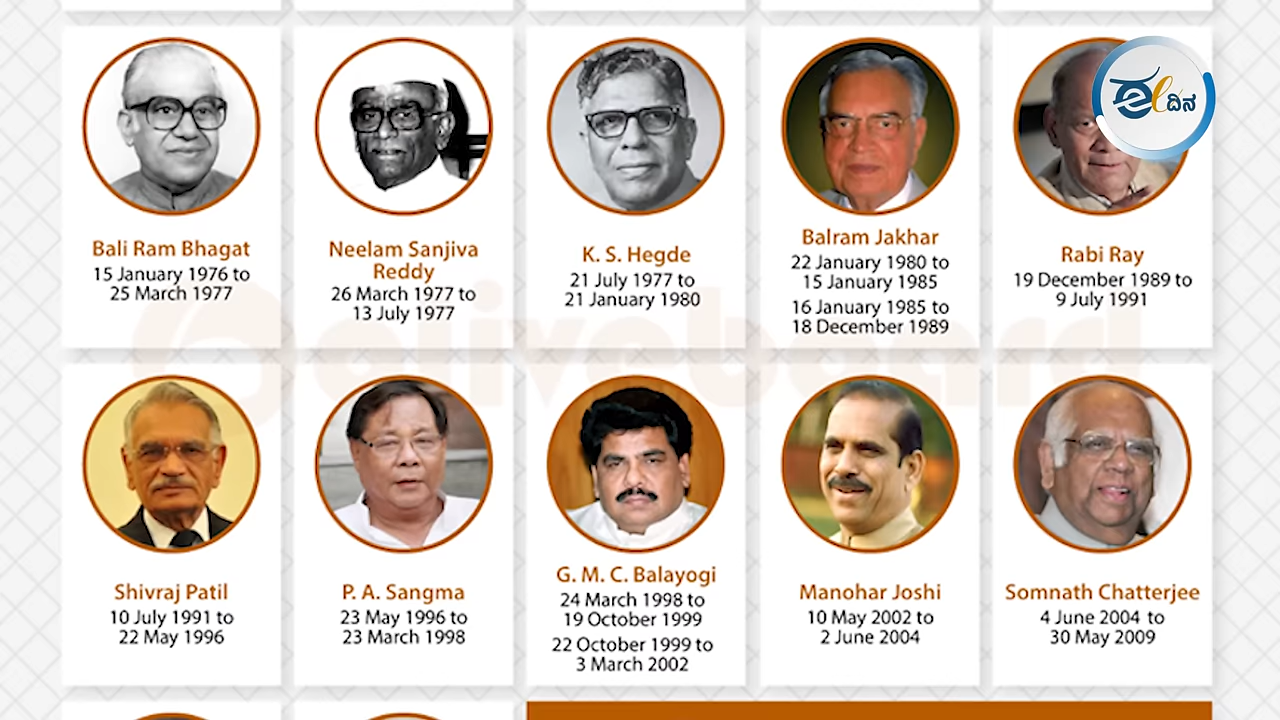 eಲ ದಿನ
Bali Ram Bhagat
15 January 1976 to
25 March 1977
Neelam Sanjiva
Reddy
26 March 1977 to
13 July 1977
K. S. Hegde
21 July 1977 to
21 January 1980
Balram Jakhar
22 January 1980 to
15 January 1985
16 January 1985 to
18 December 1989
Rabi Ray
19 December 1989 to
9 July 1991
oliveboard
Shivraj Patil
10 July 1991 to
22 May 1996
P. A. Sangma
23 May 1996 to
23 March 1998
G. M. C. Balayogi
24 March 1998 to
19 October 1999
22 October 1999 to
3 March 2002
Manohar Joshi
10 May 2002 to
2 June 2004
Somnath Chatterjee
4 June 2004 to
30 May 2009